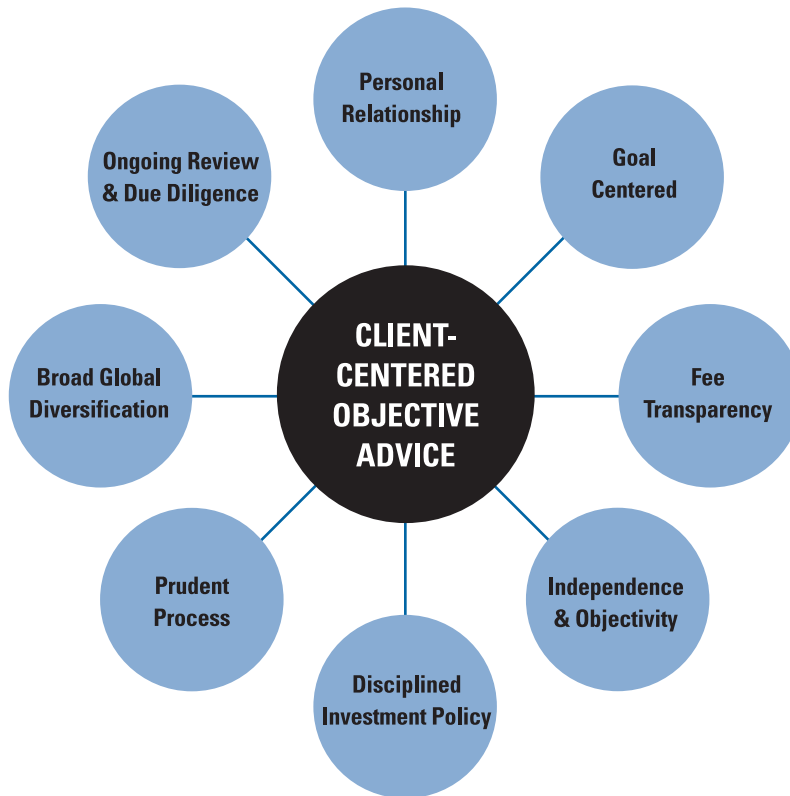 Personal
Relationship
Goal
Centered
Fee
Transparency
Independence
& Objectivity
Disciplined
Investment Policy
Prudent
Process
Broad Global
Diversification
Ongoing Review
& Due Diligence
CLIENT-
CENTERED
OBJECTIVE
ADVICE